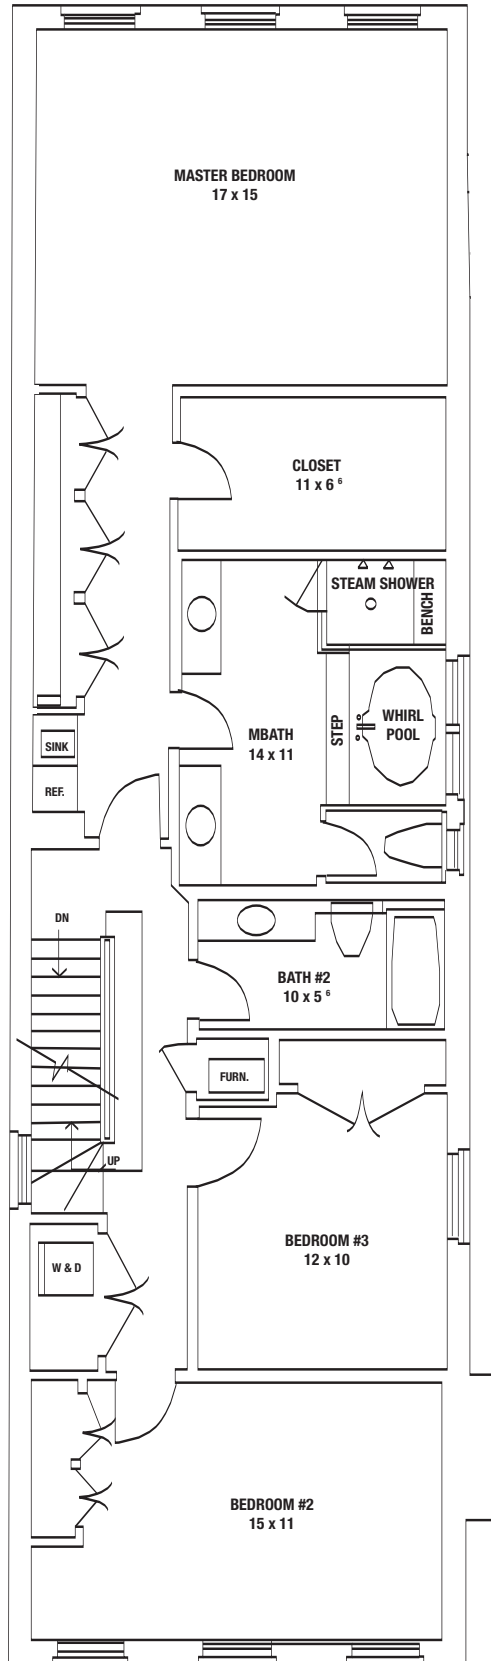 MASTER BEDROOM
17 x 15
CLOSET
11 x 6 ⁶
STEAM SHOWER
BENCH
MBATH
14 x 11
STEP
WHIRL
POOL
SINK
REF.
DN
BATH #2
10 x 5 ⁶
FURN.
UP
BEDROOM #3
12 x 10
W & D
BEDROOM #2
15 x 11